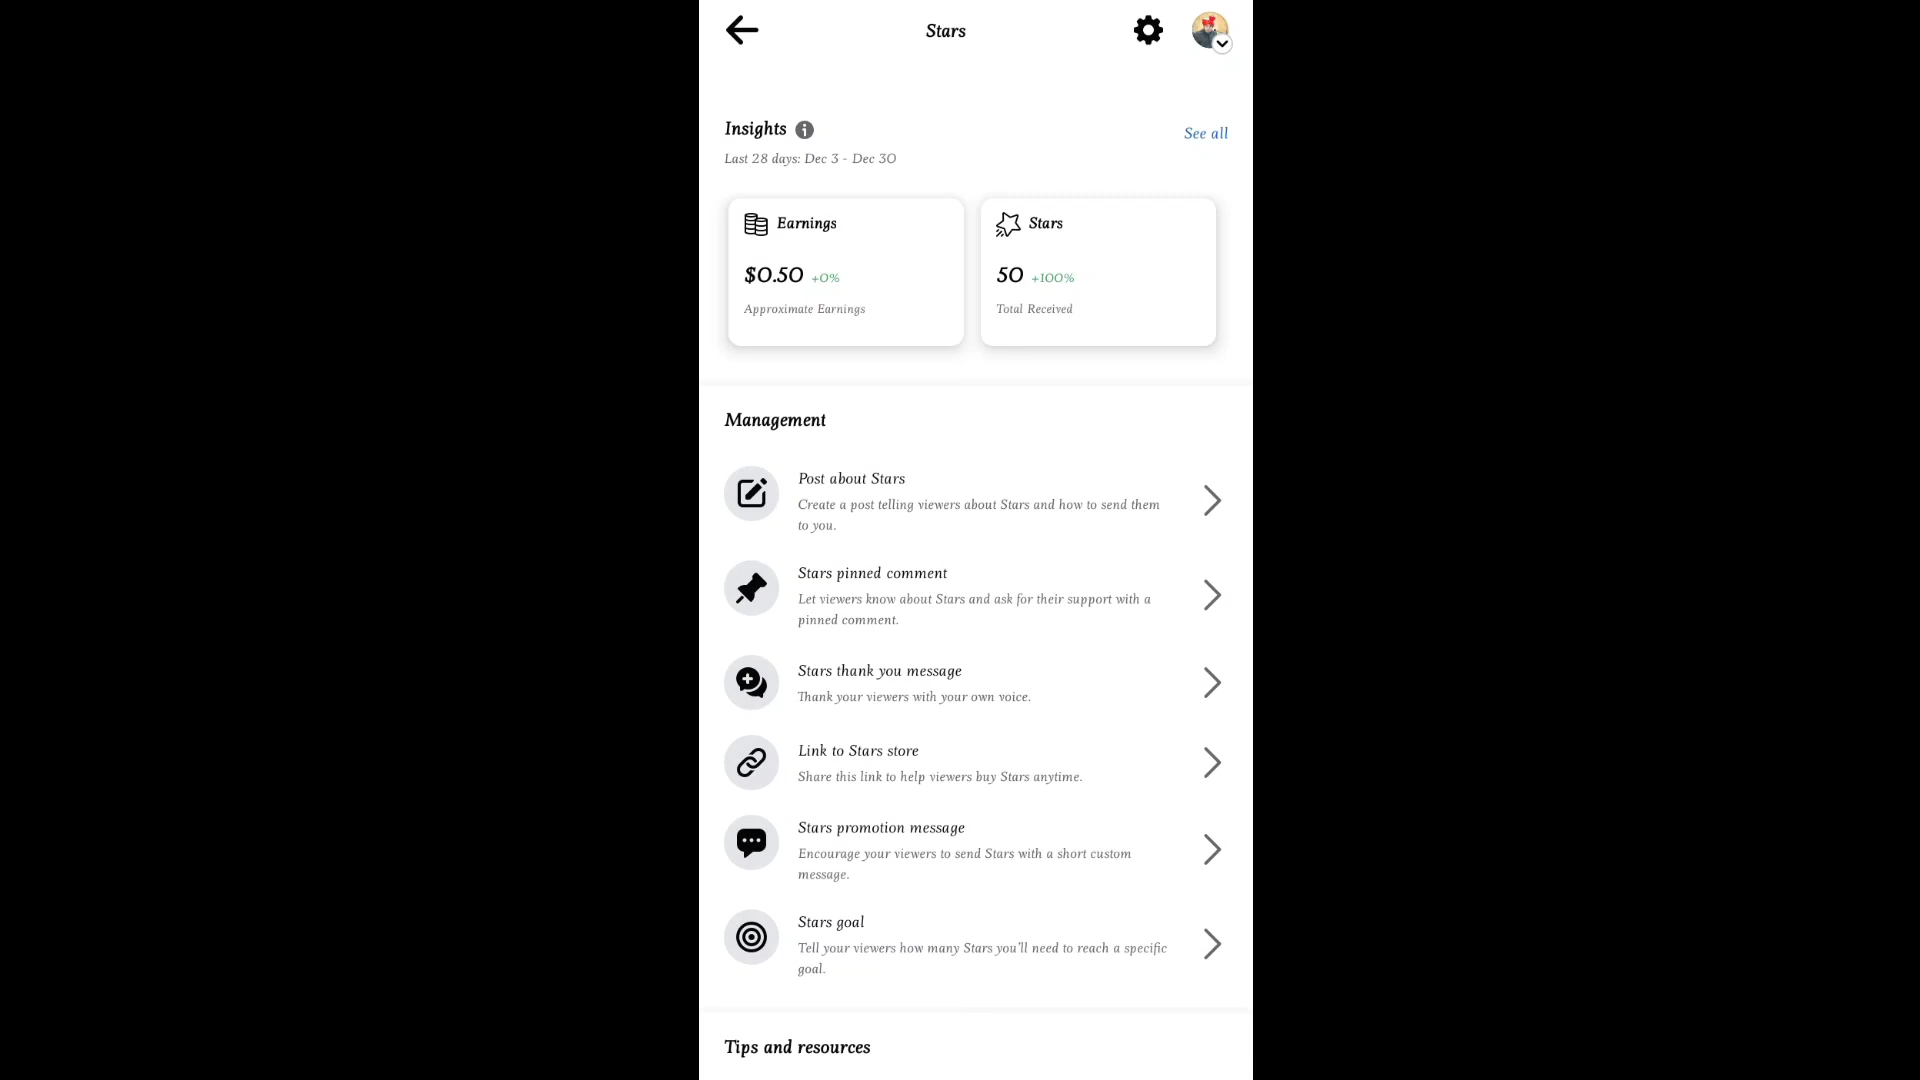 Stars
Insights
See all
Last 28 days: Dec 3 - Dec 30
Earnings
$0.50 +0%
Approximate Earnings
Stars
50 +100%
Total Received
Management
Post about Stars
Create a post telling viewers about Stars and how to send them
to you.
Stars pinned comment
Let viewers know about Stars and ask for their support with a
pinned comment.
Stars thank you message
Thank your viewers with your own voice.
Link to Stars store
Share this link to help viewers buy Stars anytime.
Stars promotion message
Encourage your viewers to send Stars with a short custom
message.
Stars goal
Tell your viewers how many Stars you'll need to reach a specific
goal.
Tips and resources